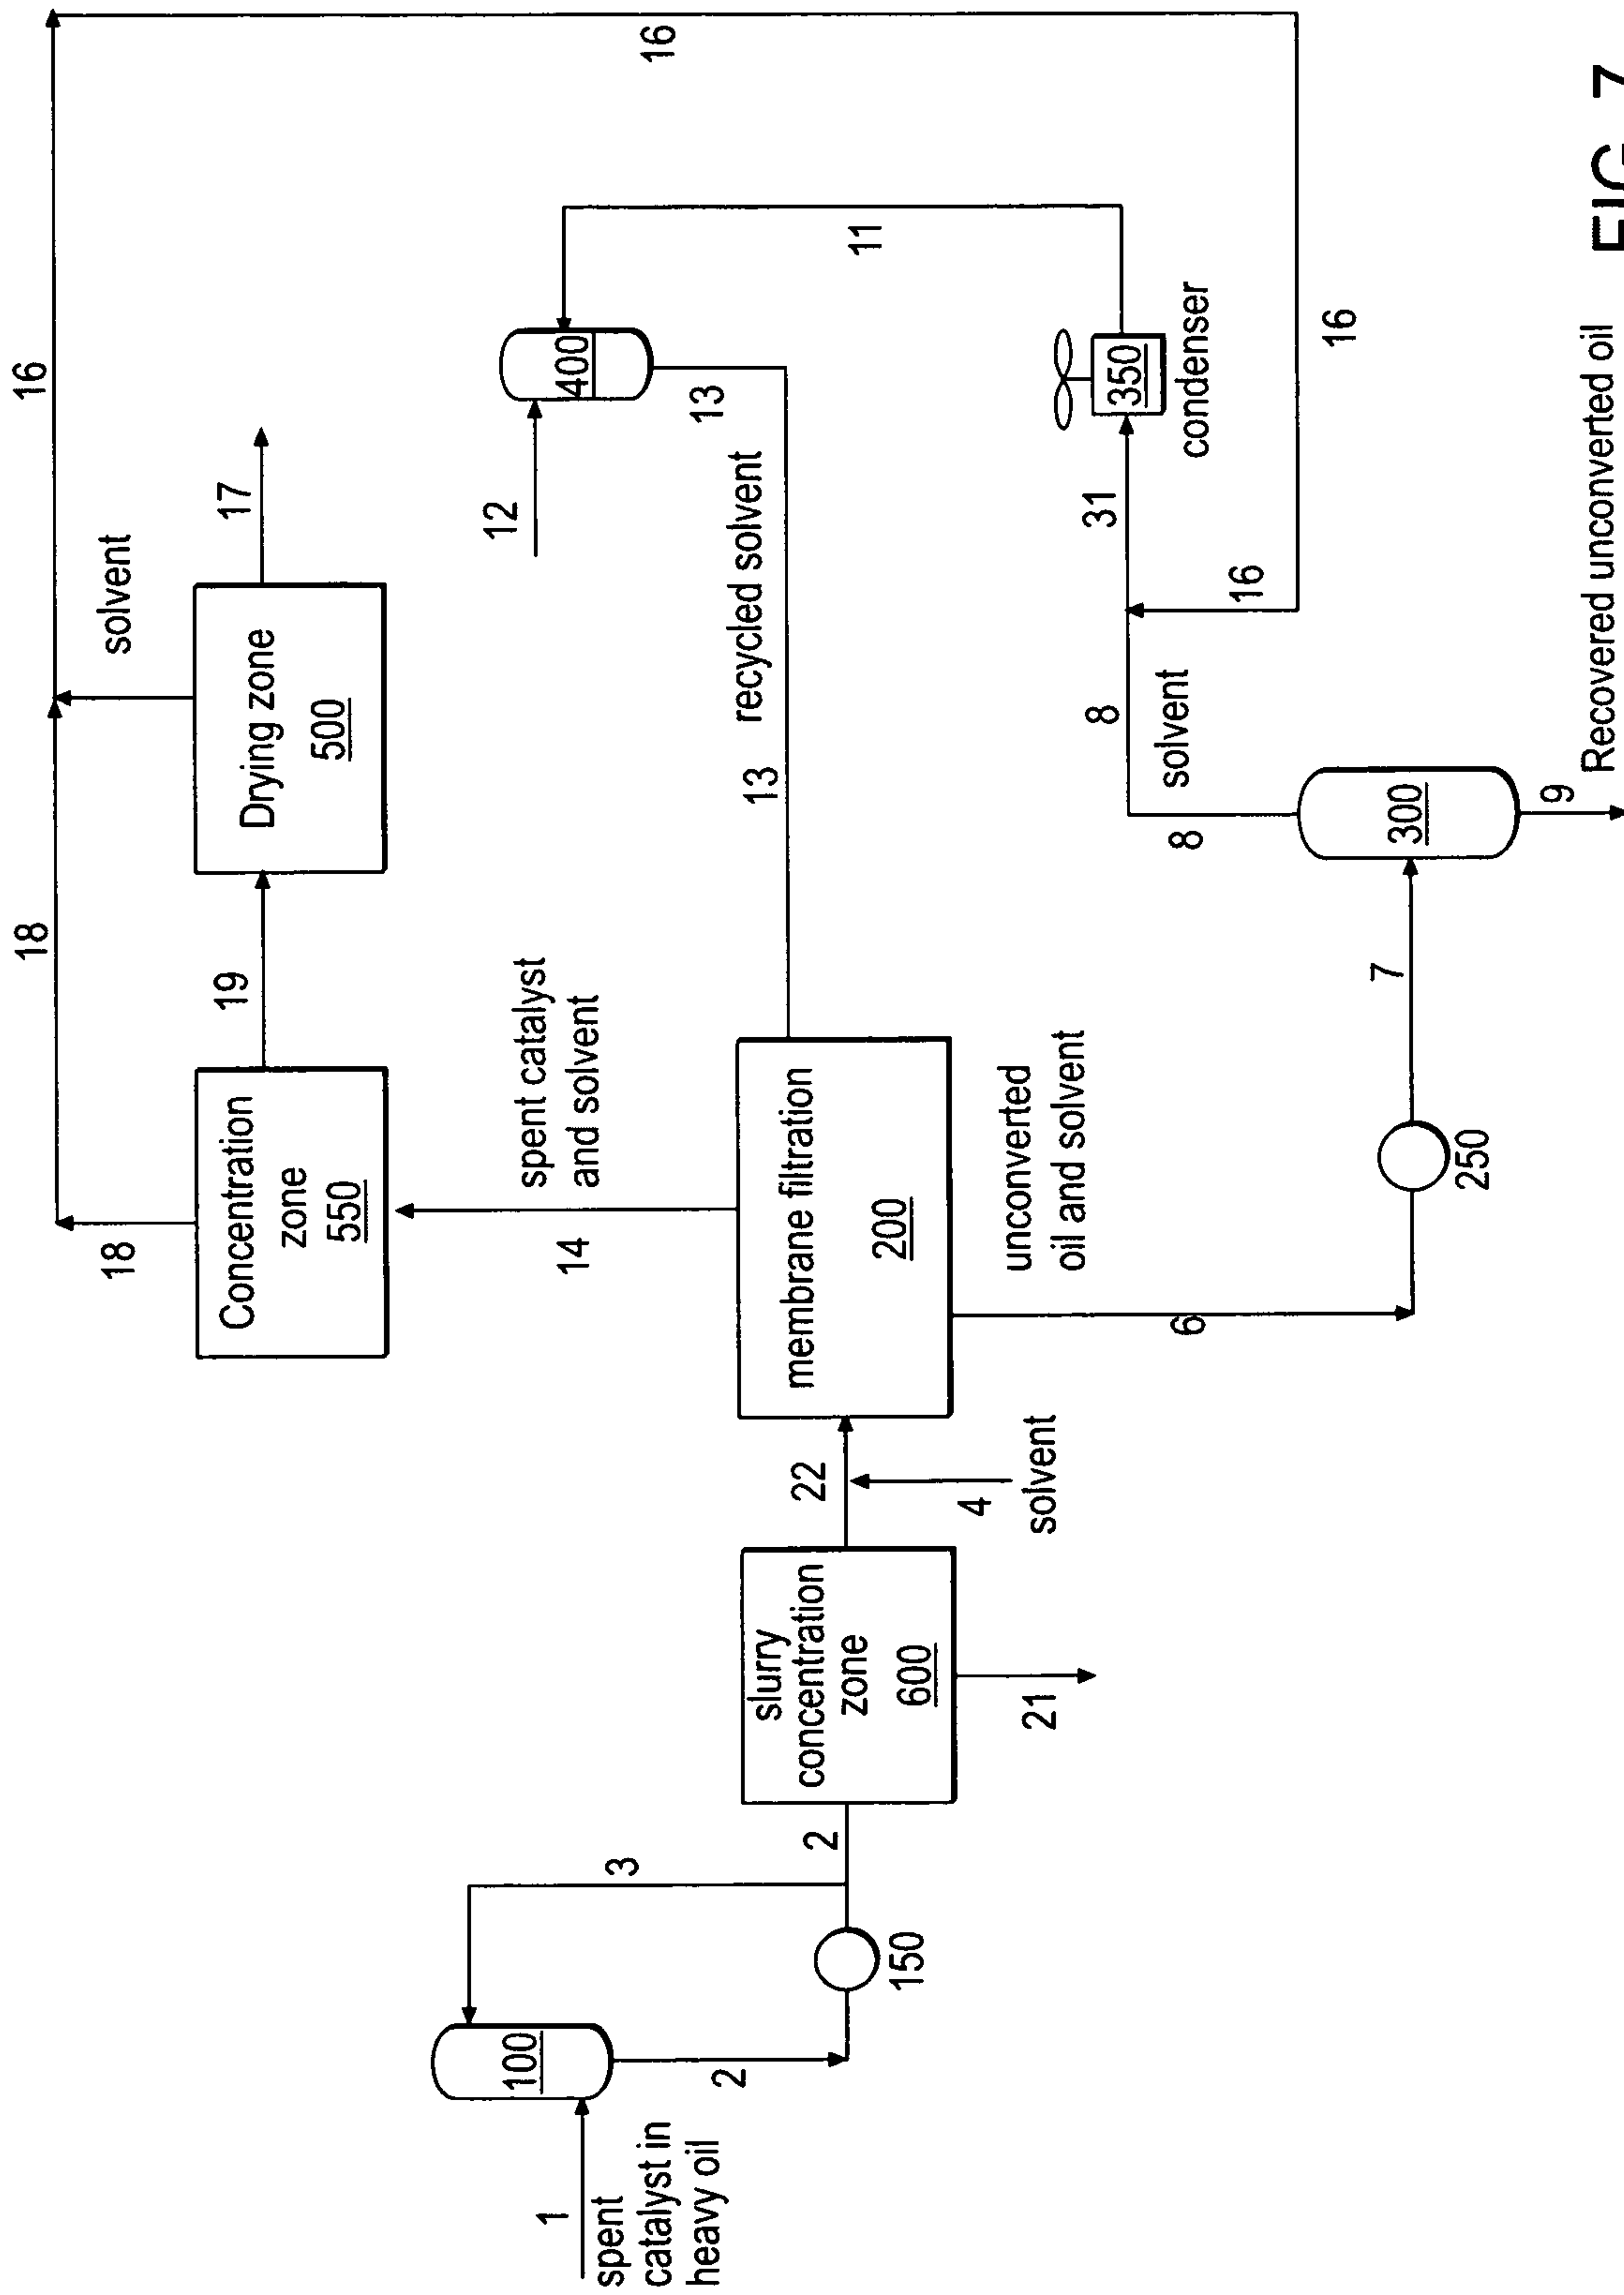 16
18
16
solvent
18
19
17
Concentration
zone
550
Drying zone
500
16
12
400
11
spent catalyst
and solvent
14
13
recycled solvent
13
1
spent
catalyst in
heavy oil
100
2
3
150
2
slurry
concentration
zone
600
21
22
4
solvent
membrane filtration
200
unconverted
oil and solvent
6
250
7
8
solvent
8
31
350
condenser
16
16
300
9
Recovered unconverted oil
FIG. 7